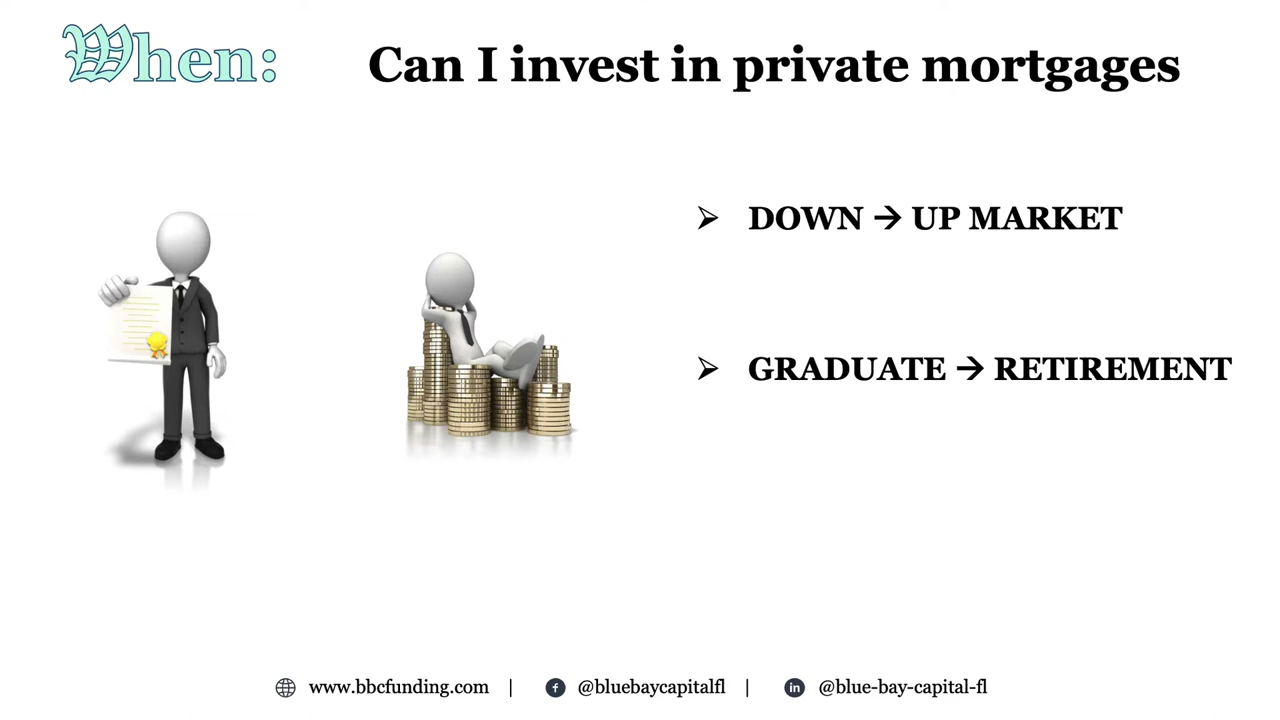 When: Can I invest in private mortgages
➢ DOWN → UP MARKET
➢ GRADUATE → RETIREMENT
www.bbcfunding.com | @bluebaycapitalfl | @blue-bay-capital-fl